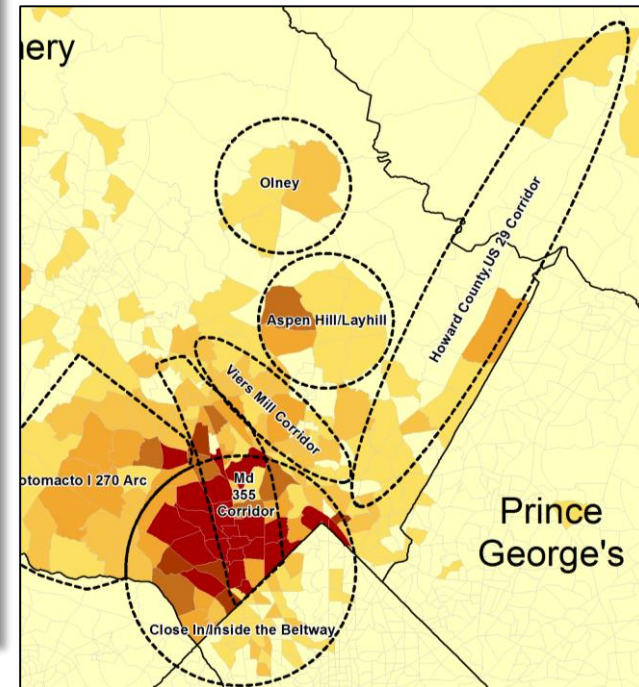 nery
Olney
Howard County,US 29 Corridor
Aspen Hill/Layhill
Viers Mill Corridor
otomacto I 270 Arc
Md
355
Corridor
Prince
George's
Close In/Inside the Beltway